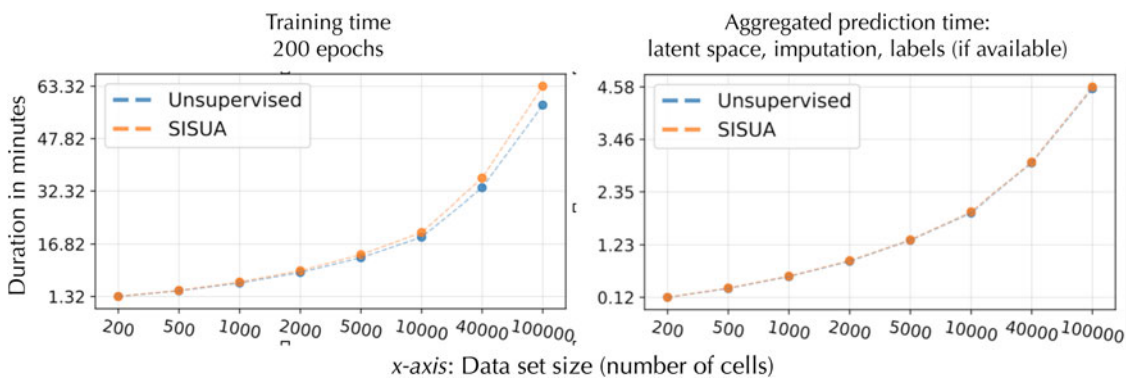 Training time
200 epochs
Duration in minutes
63.32
47.82
32.32
16.82
1.32
Unsupervised
SISUA
200 500 1000 2000 5000 10000 40000 100000
Aggregated prediction time:
latent space, imputation, labels (if available)
4.58
3.46
2.35
1.23
0.12
Unsupervised
SISUA
200 500 1000 2000 5000 10000 40000 100000
x-axis: Data set size (number of cells)